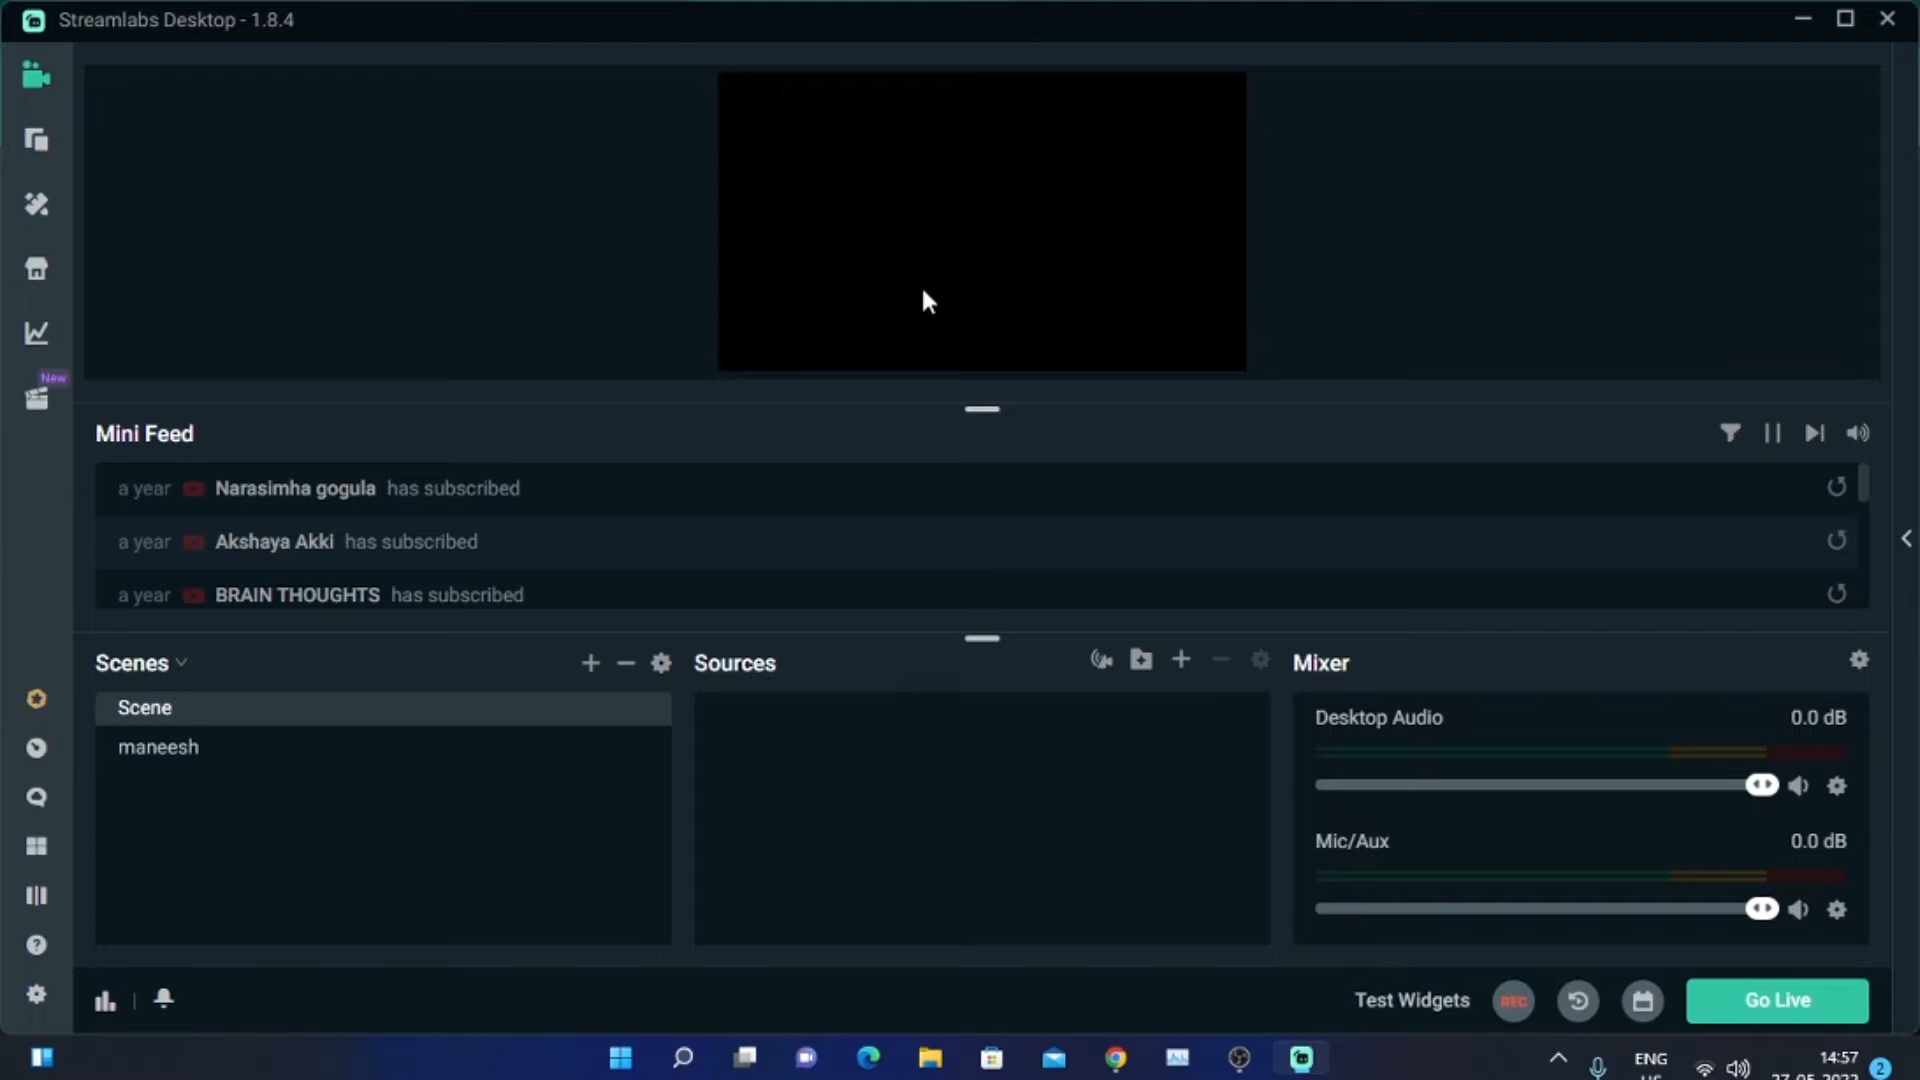 Streamlabs Desktop - 1.8.4
New
Mini Feed
a year Narasimha gogula has subscribed
a year Akshaya Akki has subscribed
a year BRAIN THOUGHTS has subscribed
Scenes
Sources
Mixer
Scene
maneesh
Desktop Audio 0.0 dB
Mic/Aux 0.0 dB
Test Widgets
REC
Go Live
ENG
14:57
2